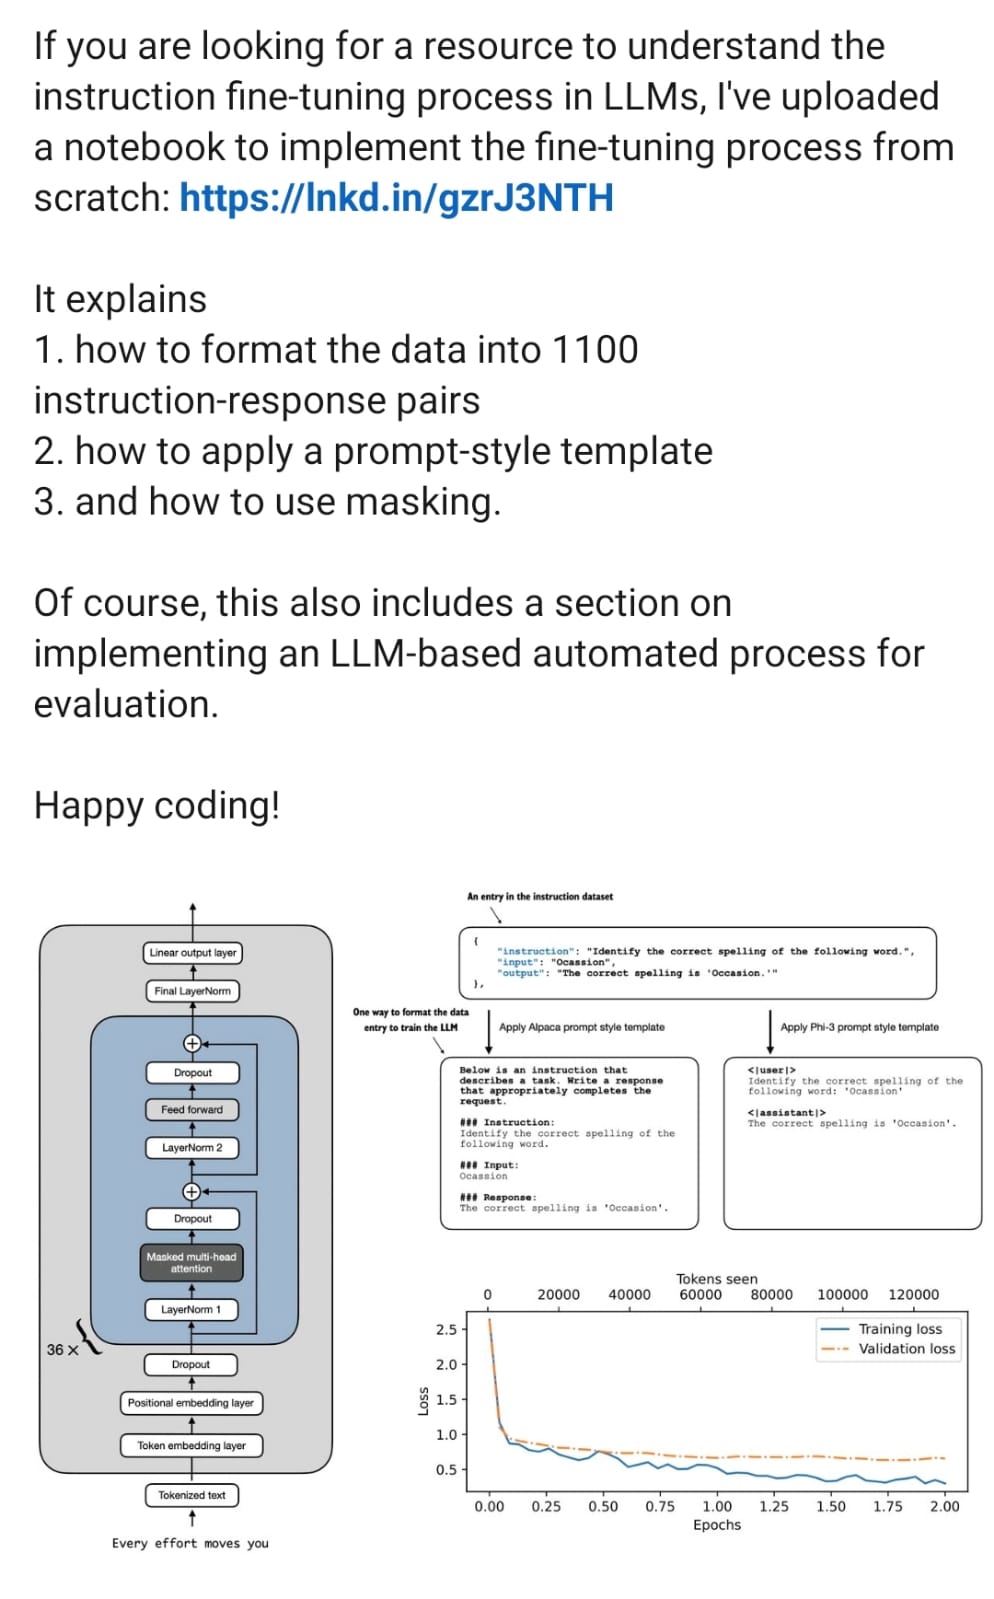 If you are looking for a resource to understand the
instruction fine-tuning process in LLMs, I've uploaded
a notebook to implement the fine-tuning process from
scratch: https://lnkd.in/gzrJ3NTH
It explains
1. how to format the data into 1100
instruction-response pairs
2. how to apply a prompt-style template
3. and how to use masking.
Of course, this also includes a section on
implementing an LLM-based automated process for
evaluation.
Happy coding!
Linear output layer
Final LayerNorm
Dropout
Feed forward
LayerNorm 2
Dropout
Masked multi-head
attention
LayerNorm 1
36 x
Dropout
Positional embedding layer
Token embedding layer
Tokenized text
Every effort moves you
An entry in the instruction dataset
{
"instruction": "Identify the correct spelling of the following word.",
"input": "Ocassion",
"output": "The correct spelling is 'Occasion.'"
},
One way to format the data
entry to train the LLM
Apply Alpaca prompt style template
Apply Phi-3 prompt style template
Below is an instruction that
describes a task. Write a response
that appropriately completes the
request.
### Instruction:
Identify the correct spelling of the
following word.
### Input:
Ocassion
### Response:
The correct spelling is 'Occasion'.
<|user|>
Identify the correct spelling of the
following word: 'Ocassion'
<|assistant|>
The correct spelling is 'Occasion'.
Tokens seen
0 20000 40000 60000 80000 100000 120000
Training loss
Validation loss
Loss
2.5
2.0
1.5
1.0
0.5
0.00 0.25 0.50 0.75 1.00 1.25 1.50 1.75 2.00
Epochs